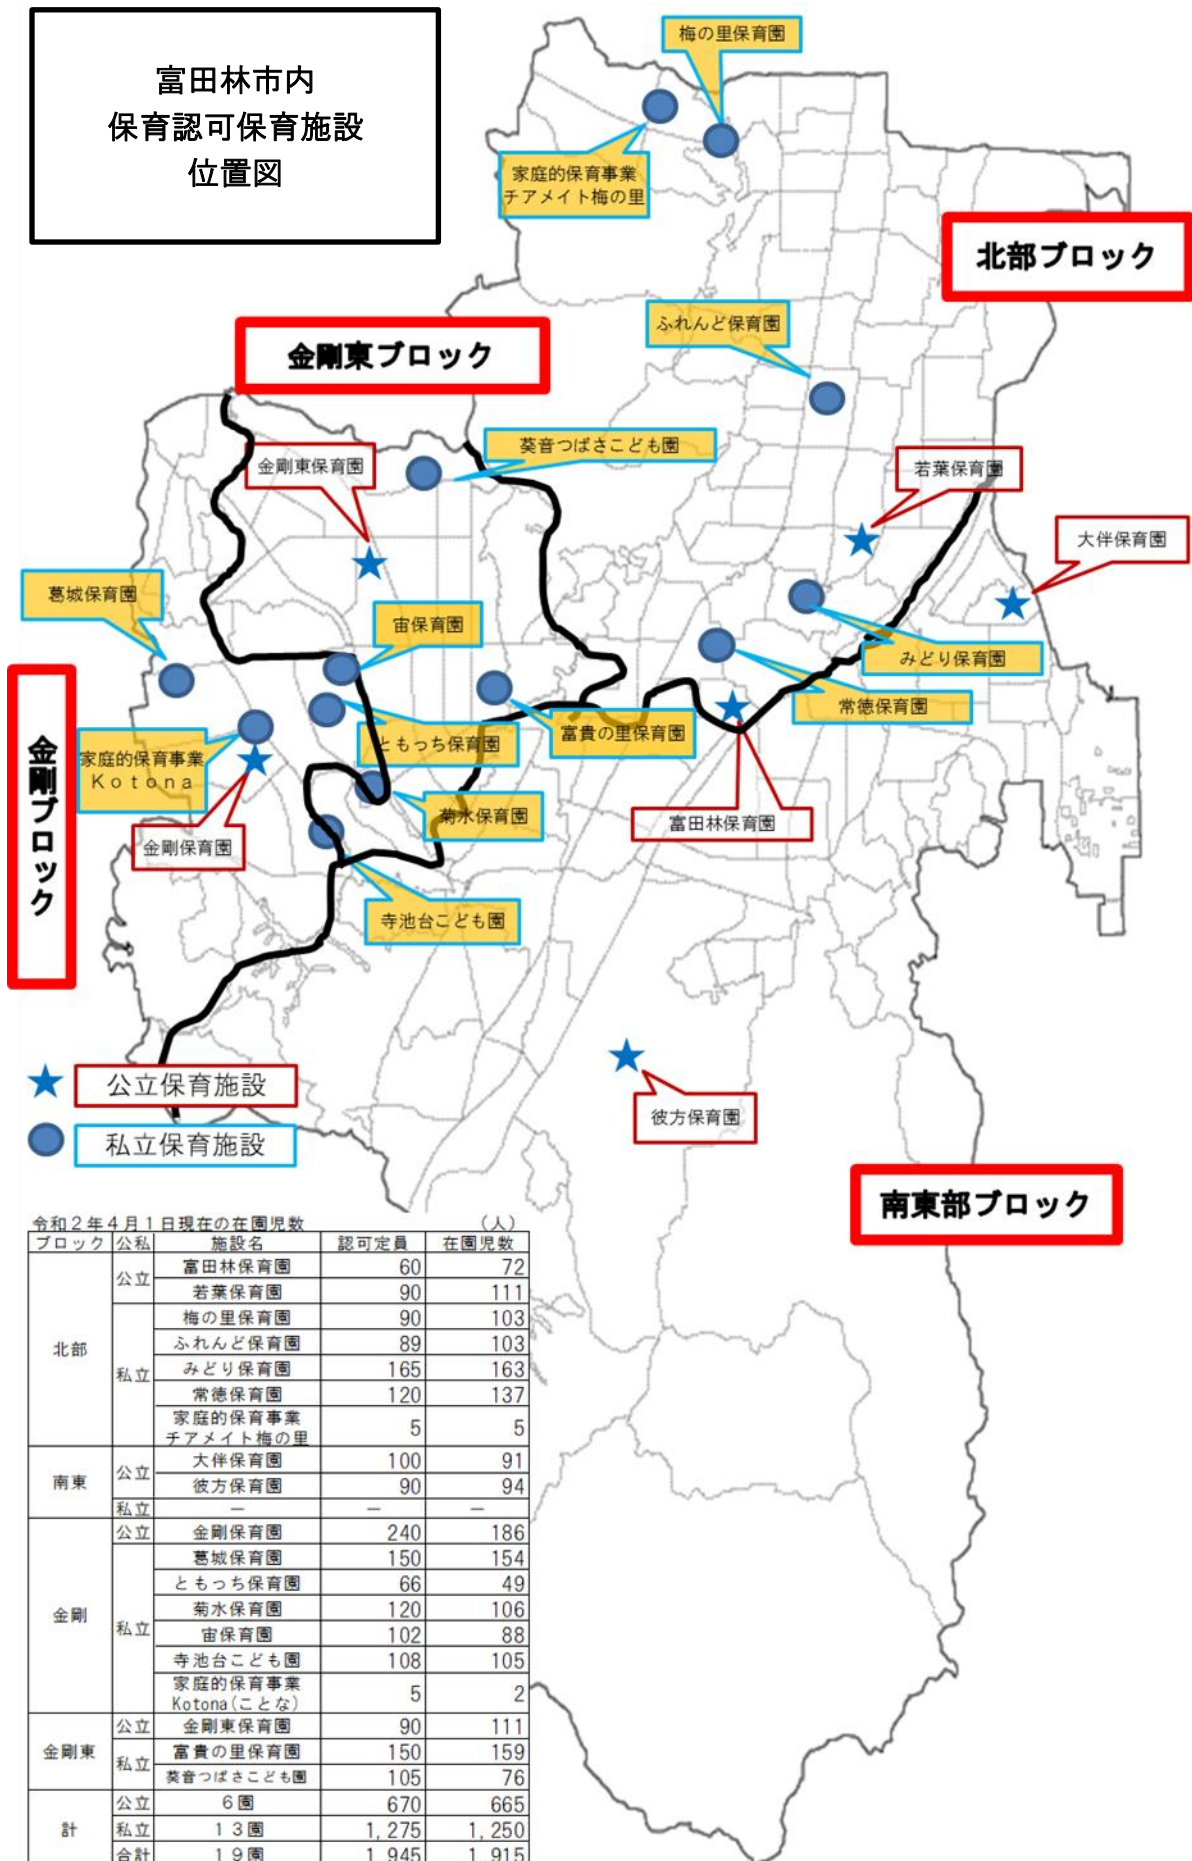 富田林市内
保育認可保育施設
位置図
梅の里保育園
家庭的保育事業
チアメイト梅の里
北部ブロック
ふれんど保育園
金剛東ブロック
葵音つばさこども園
金剛東保育園
若葉保育園
大伴保育園
葛城保育園
宙保育園
みどり保育園
常徳保育園
富貴の里保育園
ともっち保育園
家庭的保育事業
Kotona
金剛ブロック
菊水保育園
富田林保育園
金剛保育園
寺池台こども園
公立保育施設
彼方保育園
私立保育施設
南東部ブロック
令和2年4月1日現在の在園児数 (人)
ブロック 公私 施設名 認可定員 在園児数
北部 公立 富田林保育園 60 72
若葉保育園 90 111
私立 梅の里保育園 90 103
ふれんど保育園 89 103
みどり保育園 165 163
常徳保育園 120 137
家庭的保育事業
チアメイト梅の里 5 5
南東 公立 大伴保育園 100 91
彼方保育園 90 94
私立 － － －
金剛 公立 金剛保育園 240 186
私立 葛城保育園 150 154
ともっち保育園 66 49
菊水保育園 120 106
宙保育園 102 88
寺池台こども園 108 105
家庭的保育事業
Kotona(ことな) 5 2
金剛東 公立 金剛東保育園 90 111
私立 富貴の里保育園 150 159
葵音つばさこども園 105 76
計 公立 6園 670 665
私立 13園 1,275 1,250
合計 19園 1,945 1,915